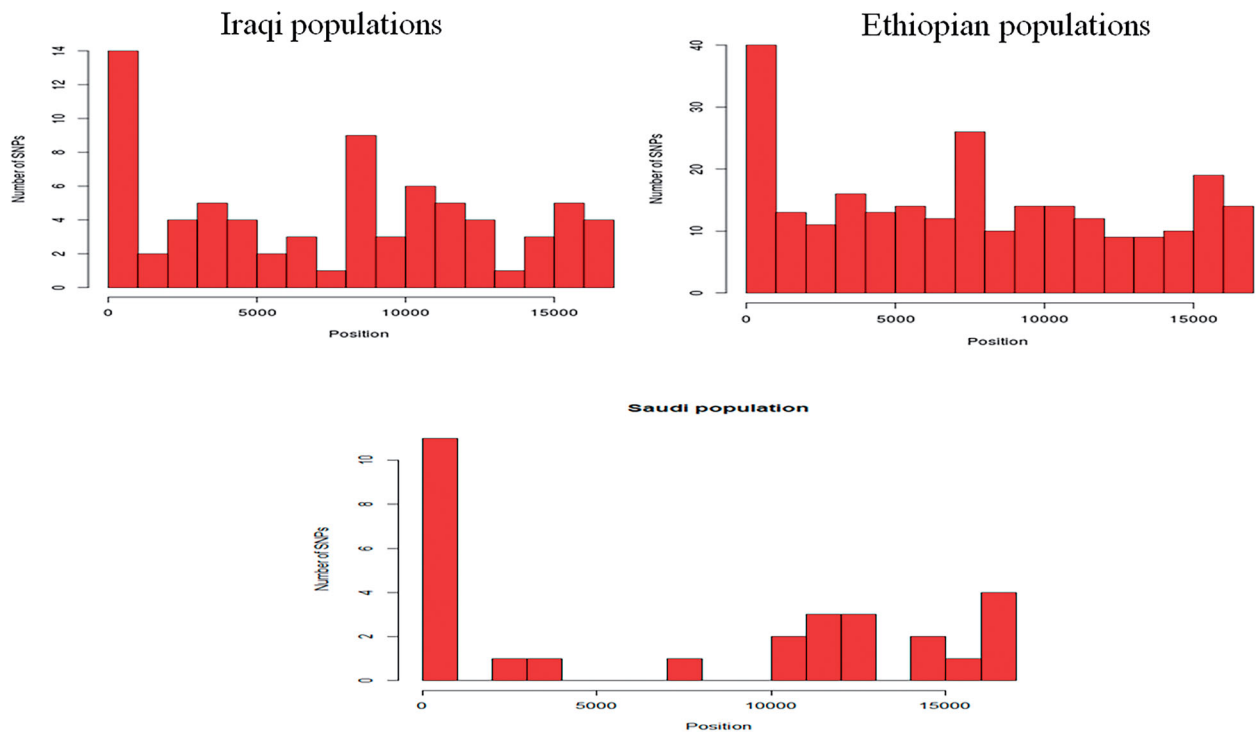 Iraqi populations
14
12
10
8
6
4
2
0
Number of SNPs
0 5000 10000 15000
Position
Ethiopian populations
40
30
20
10
0
Number of SNPs
0 5000 10000 15000
Position
Saudi population
10
8
6
4
2
0
Number of SNPs
0 5000 10000 15000
Position